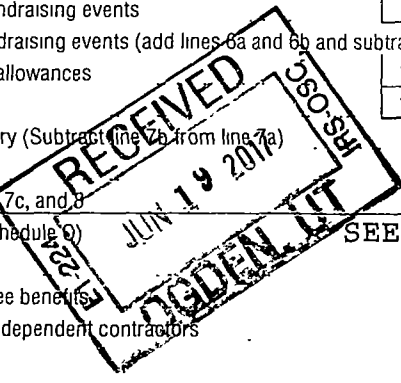 ndraising events
draising events (add lines 6a and 6b and subtra
allowances
ry (Subtract line 7b from line 7a)
7c, and 8
hedule O)
SEE
ee benefits
dependent contractors
RECEIVED
JUN 19 2017
IRS-OSC
E1-224
OGDEN, UT